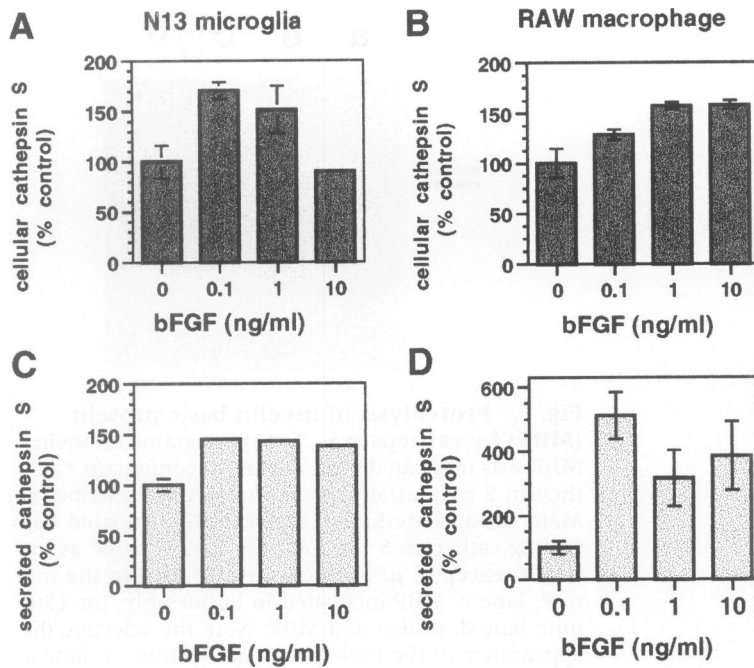 A
N13 microglia
cellular cathepsin S
(% control)
200
150
100
50
0
0 0.1 1 10
bFGF (ng/ml)
B
RAW macrophage
cellular cathepsin S
(% control)
200
150
100
50
0
0 0.1 1 10
bFGF (ng/ml)
C
secreted cathepsin S
(% control)
200
150
100
50
0
0 0.1 1 10
bFGF (ng/ml)
D
secreted cathepsin S
(% control)
600
400
200
0
0 0.1 1 10
bFGF (ng/ml)